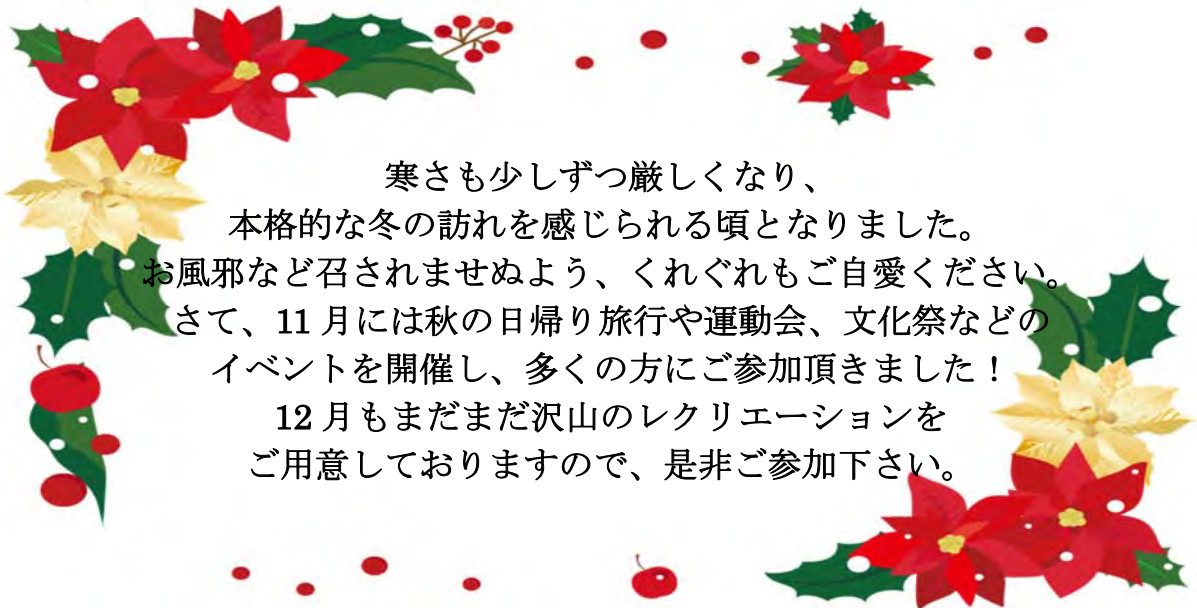 寒さも少しずつ厳しくなり、
本格的な冬の訪れを感じられる頃となりました。
お風邪など召されませぬよう、くれぐれもご自愛ください。
さて、11 月には秋の日帰り旅行や運動会、文化祭などの
イベントを開催し、多くの方にご参加頂きました！
12 月もまだまだ沢山のレクリエーションを
ご用意しておりますので、是非ご参加下さい。